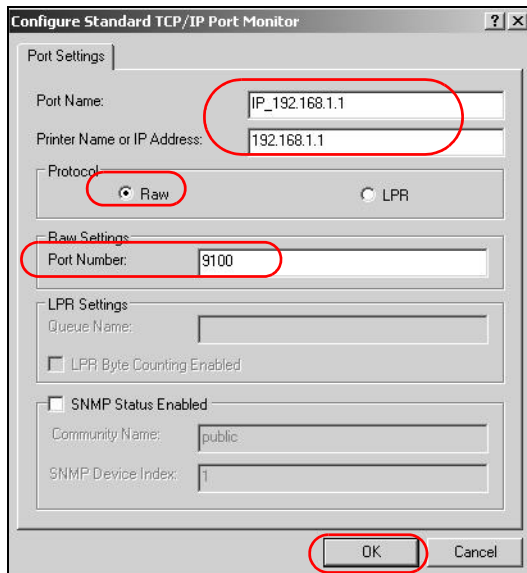 Configure Standard TCP/IP Port Monitor
Port Settings
Port Name: IP_192.168.1.1
Printer Name or IP Address: 192.168.1.1
Protocol
Raw LPR
Raw Settings
Port Number: 9100
LPR Settings
Queue Name:
LPR Byte Counting Enabled
SNMP Status Enabled
Community Name: public
SNMP Device Index: 1
OK Cancel